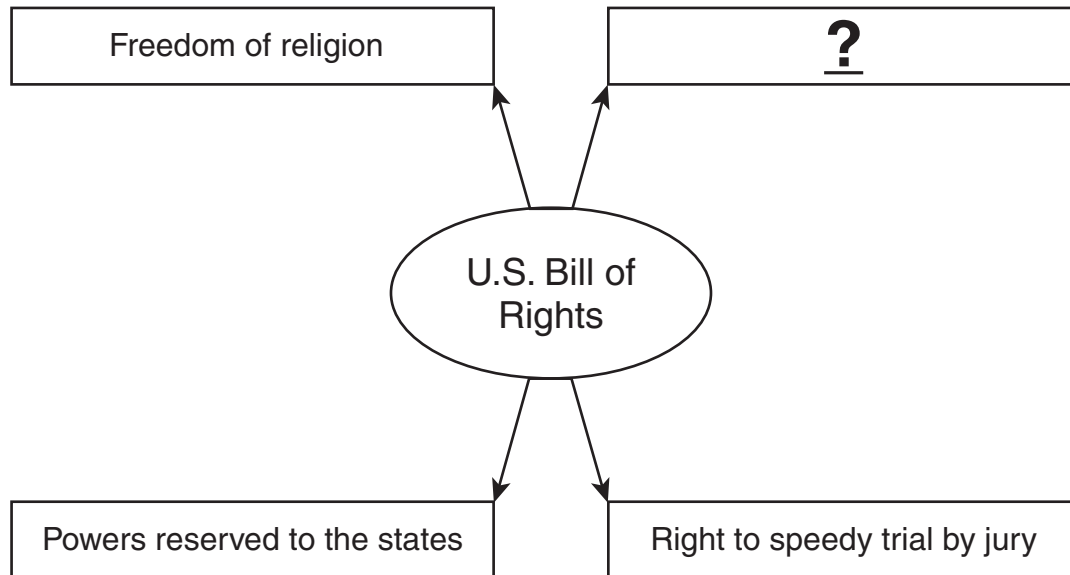 Freedom of religion
?
U.S. Bill of
Rights
Powers reserved to the states
Right to speedy trial by jury